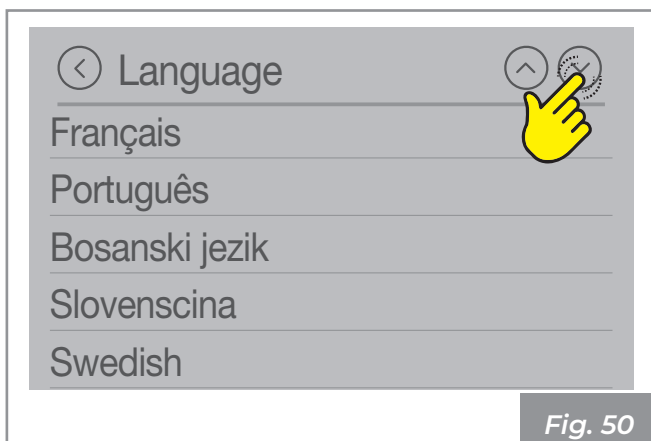 Language
Français
Português
Bosanski jezik
Slovenscina
Swedish
Fig. 50